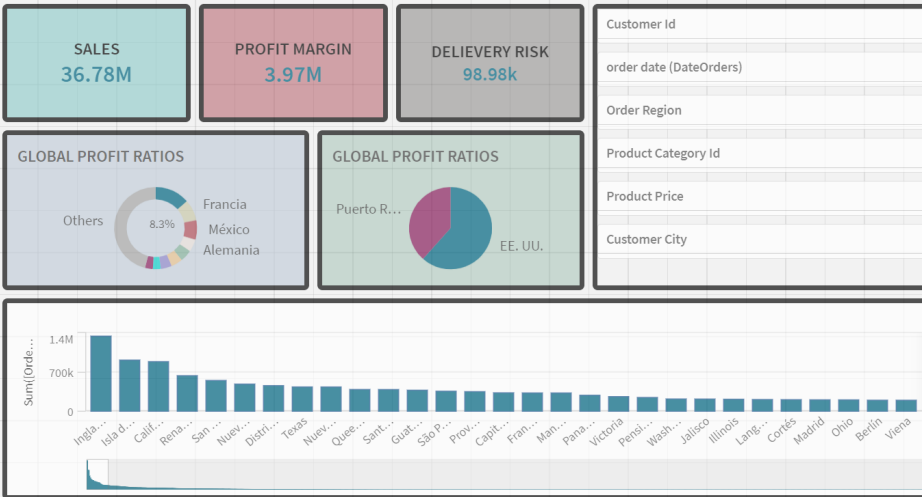 SALES
36.78M
PROFIT MARGIN
3.97M
DELIEVERY RISK
98.98k
Customer Id
order date (DateOrders)
Order Region
Product Category Id
Product Price
Customer City
GLOBAL PROFIT RATIOS
Others
8.3%
Francia
México
Alemania
GLOBAL PROFIT RATIOS
Puerto R...
EE. UU.
Sum([Orde...
1.4M
700k
0
Ingla...
Isla d...
Calif...
Rena...
San ...
Nuev...
Distri...
Texas
Nuev...
Quee...
Sant...
Guat...
São P...
Prov...
Capit...
Fran...
Man...
Pana...
Victoria
Pensi...
Wash...
Jalisco
Illinois
Lang...
Cortés
Madrid
Ohio
Berlín
Viena